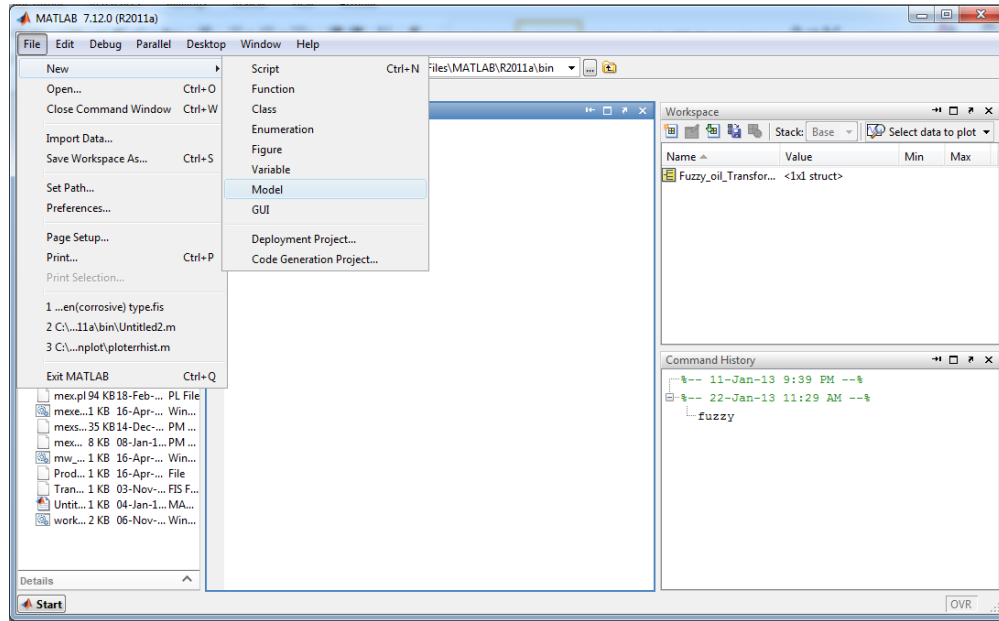 MATLAB 7.12.0 (R2011a)
File Edit Debug Parallel Desktop Window Help
New
Open... Ctrl+O
Close Command Window Ctrl+W
Import Data...
Save Workspace As... Ctrl+S
Set Path...
Preferences...
Page Setup...
Print... Ctrl+P
Print Selection...
1 ...en(corrosive) type.fis
2 C:\...11a\bin\Untitled2.m
3 C:\...nplot\ploterrhist.m
Exit MATLAB Ctrl+Q
Script Ctrl+N
Function
Class
Enumeration
Figure
Variable
Model
GUI
Deployment Project...
Code Generation Project...
Files\MATLAB\R2011a\bin ...
mex.pl 94 KB 18-Feb-... PL File
mexe... 1 KB 16-Apr-... Win...
mexs... 35 KB 14-Dec-... PM ...
mex... 8 KB 08-Jan-1... PM ...
mw_... 1 KB 16-Apr-... Win...
Prod... 1 KB 16-Apr-... File
Tran... 1 KB 03-Nov-... FIS F...
Untit... 1 KB 04-Jan-1... MA...
work... 2 KB 06-Nov-... Win...
Details
Workspace
Stack: Base Select data to plot
Name Value Min Max
Fuzzy_oil_Transfor... <1x1 struct>
Command History
%-- 11-Jan-13 9:39 PM --%
%-- 22-Jan-13 11:29 AM --%
fuzzy
Start
OVR